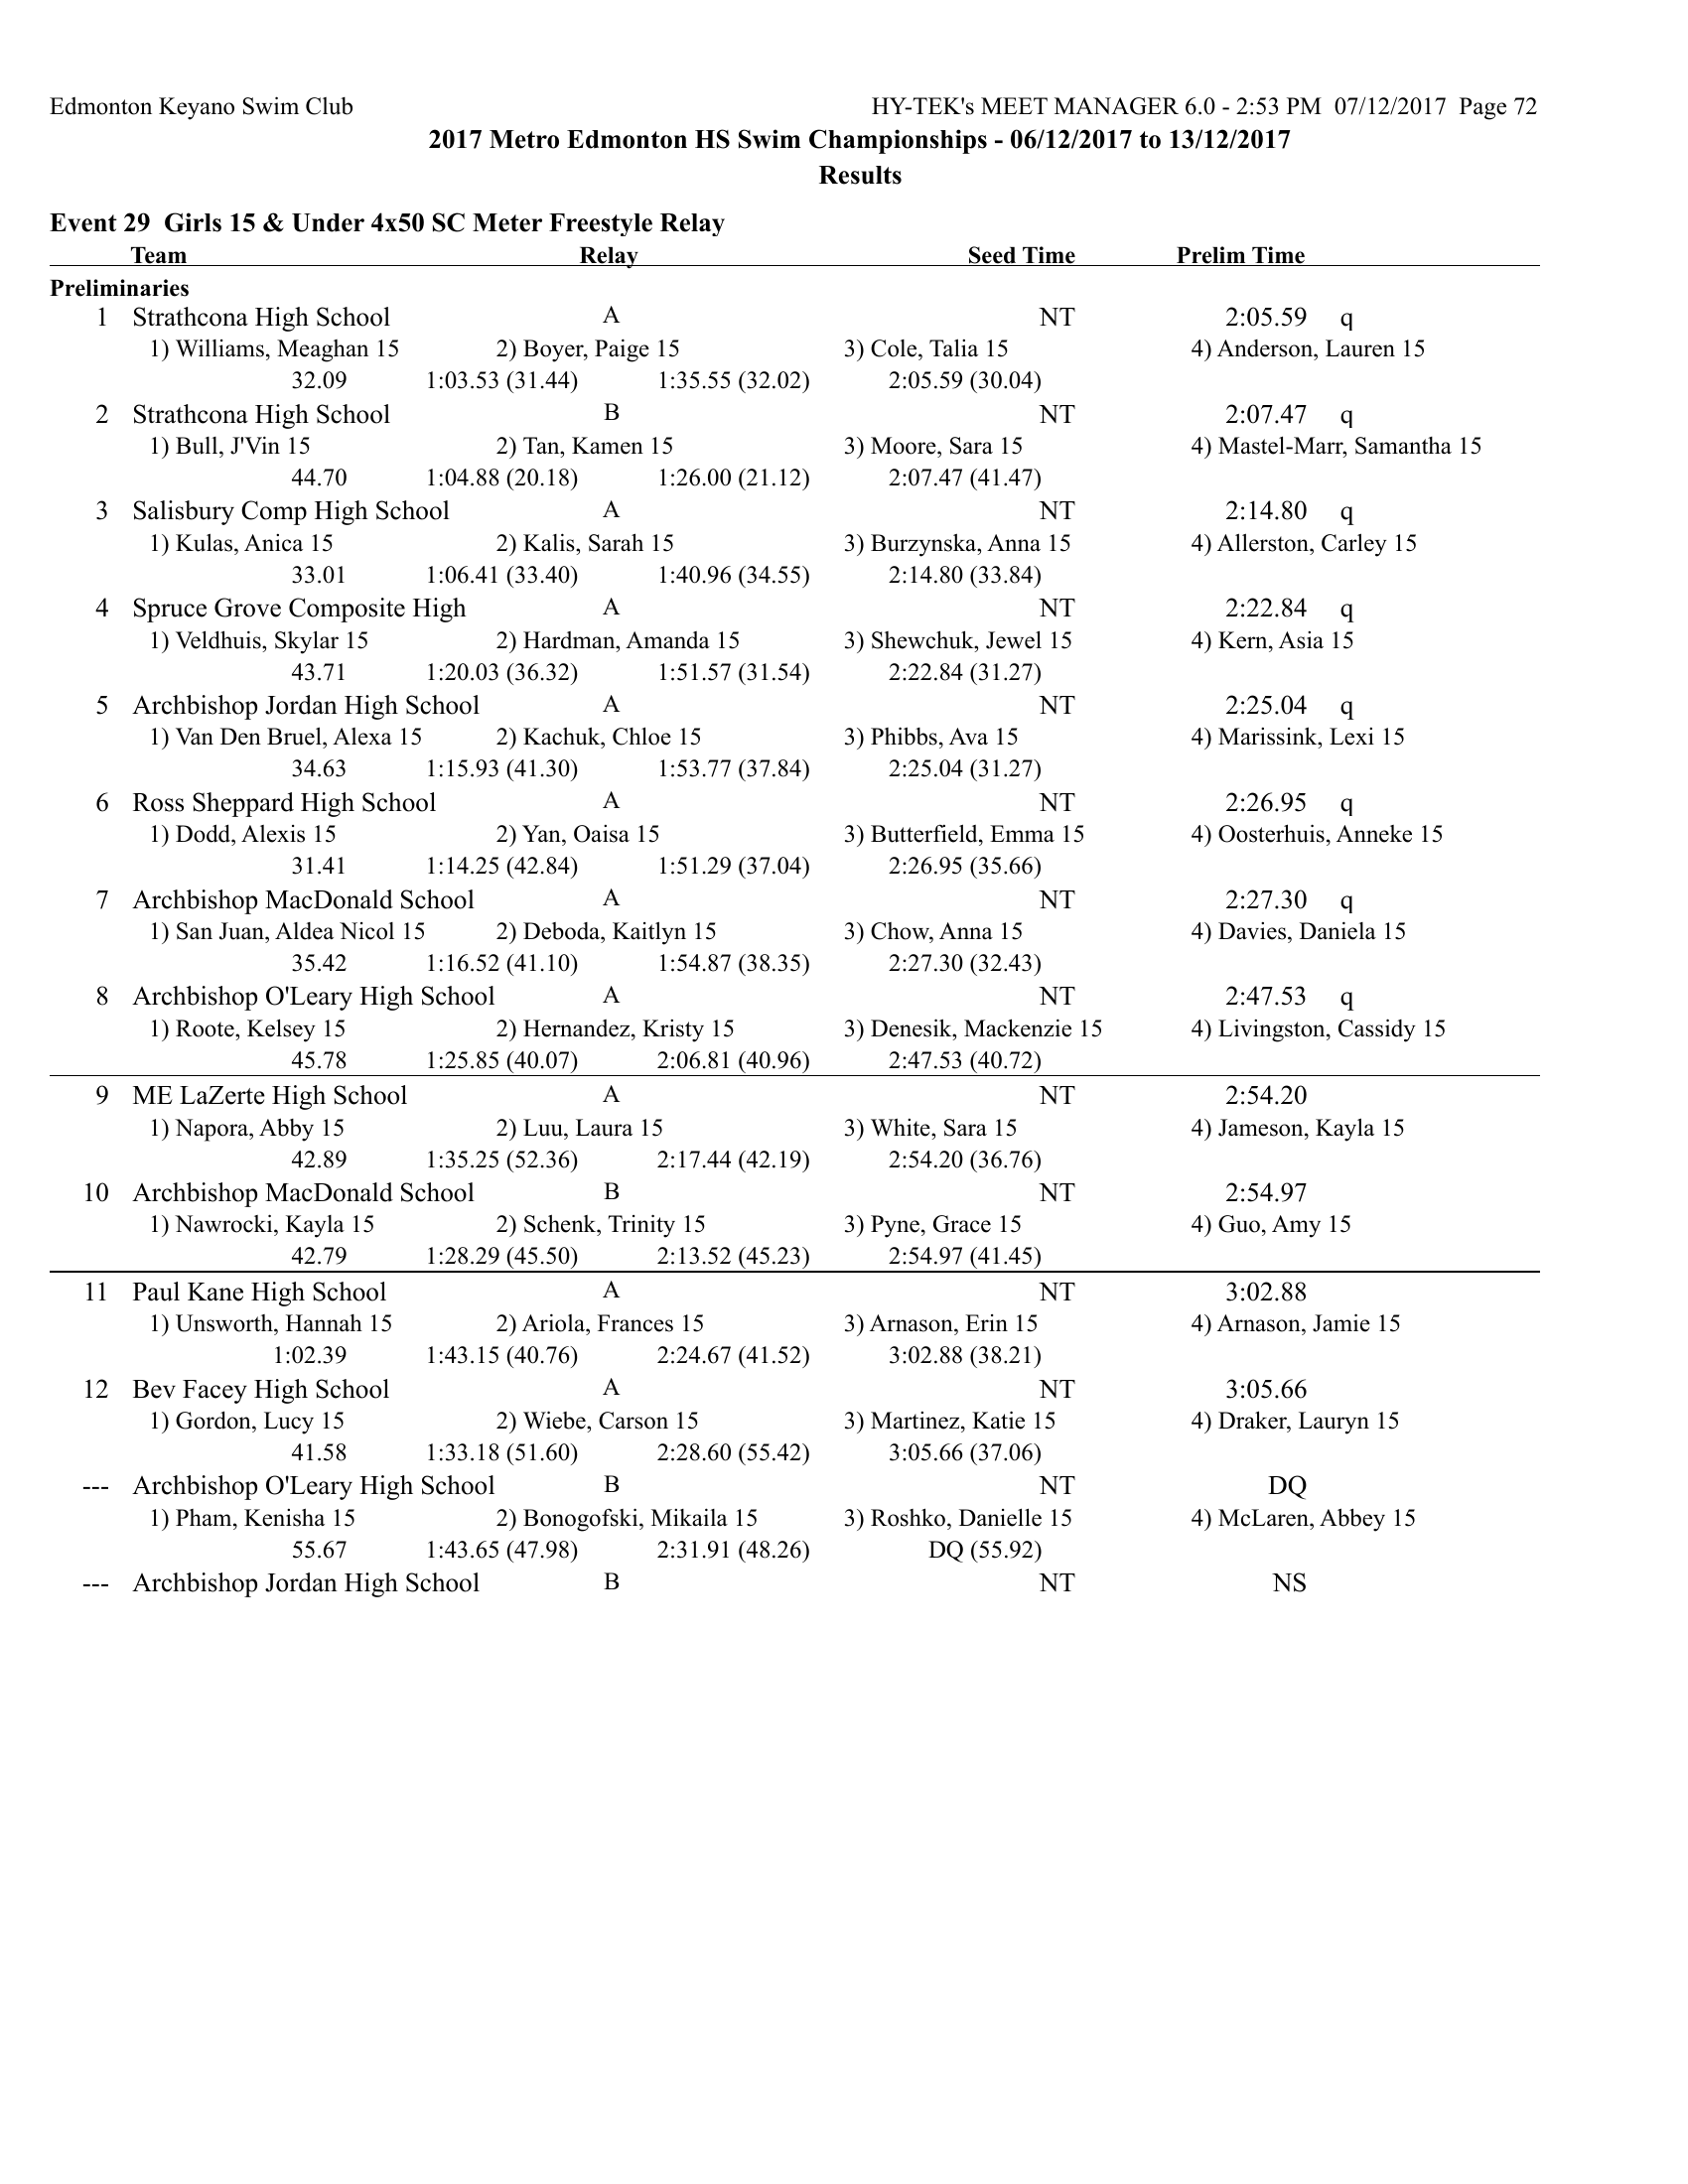 Edmonton Keyano Swim Club HY-TEK's MEET MANAGER 6.0 - 2:53 PM 07/12/2017 Page 72
2017 Metro Edmonton HS Swim Championships - 06/12/2017 to 13/12/2017
Results
Event 29 Girls 15 & Under 4x50 SC Meter Freestyle Relay
Team Relay Seed Time Prelim Time
Preliminaries
1 Strathcona High School A NT 2:05.59 q
1) Williams, Meaghan 15 2) Boyer, Paige 15 3) Cole, Talia 15 4) Anderson, Lauren 15
32.09 1:03.53 (31.44) 1:35.55 (32.02) 2:05.59 (30.04)
2 Strathcona High School B NT 2:07.47 q
1) Bull, J'Vin 15 2) Tan, Kamen 15 3) Moore, Sara 15 4) Mastel-Marr, Samantha 15
44.70 1:04.88 (20.18) 1:26.00 (21.12) 2:07.47 (41.47)
3 Salisbury Comp High School A NT 2:14.80 q
1) Kulas, Anica 15 2) Kalis, Sarah 15 3) Burzynska, Anna 15 4) Allerston, Carley 15
33.01 1:06.41 (33.40) 1:40.96 (34.55) 2:14.80 (33.84)
4 Spruce Grove Composite High A NT 2:22.84 q
1) Veldhuis, Skylar 15 2) Hardman, Amanda 15 3) Shewchuk, Jewel 15 4) Kern, Asia 15
43.71 1:20.03 (36.32) 1:51.57 (31.54) 2:22.84 (31.27)
5 Archbishop Jordan High School A NT 2:25.04 q
1) Van Den Bruel, Alexa 15 2) Kachuk, Chloe 15 3) Phibbs, Ava 15 4) Marissink, Lexi 15
34.63 1:15.93 (41.30) 1:53.77 (37.84) 2:25.04 (31.27)
6 Ross Sheppard High School A NT 2:26.95 q
1) Dodd, Alexis 15 2) Yan, Oaisa 15 3) Butterfield, Emma 15 4) Oosterhuis, Anneke 15
31.41 1:14.25 (42.84) 1:51.29 (37.04) 2:26.95 (35.66)
7 Archbishop MacDonald School A NT 2:27.30 q
1) San Juan, Aldea Nicol 15 2) Deboda, Kaitlyn 15 3) Chow, Anna 15 4) Davies, Daniela 15
35.42 1:16.52 (41.10) 1:54.87 (38.35) 2:27.30 (32.43)
8 Archbishop O'Leary High School A NT 2:47.53 q
1) Roote, Kelsey 15 2) Hernandez, Kristy 15 3) Denesik, Mackenzie 15 4) Livingston, Cassidy 15
45.78 1:25.85 (40.07) 2:06.81 (40.96) 2:47.53 (40.72)
9 ME LaZerte High School A NT 2:54.20
1) Napora, Abby 15 2) Luu, Laura 15 3) White, Sara 15 4) Jameson, Kayla 15
42.89 1:35.25 (52.36) 2:17.44 (42.19) 2:54.20 (36.76)
10 Archbishop MacDonald School B NT 2:54.97
1) Nawrocki, Kayla 15 2) Schenk, Trinity 15 3) Pyne, Grace 15 4) Guo, Amy 15
42.79 1:28.29 (45.50) 2:13.52 (45.23) 2:54.97 (41.45)
11 Paul Kane High School A NT 3:02.88
1) Unsworth, Hannah 15 2) Ariola, Frances 15 3) Arnason, Erin 15 4) Arnason, Jamie 15
1:02.39 1:43.15 (40.76) 2:24.67 (41.52) 3:02.88 (38.21)
12 Bev Facey High School A NT 3:05.66
1) Gordon, Lucy 15 2) Wiebe, Carson 15 3) Martinez, Katie 15 4) Draker, Lauryn 15
41.58 1:33.18 (51.60) 2:28.60 (55.42) 3:05.66 (37.06)
--- Archbishop O'Leary High School B NT DQ
1) Pham, Kenisha 15 2) Bonogofski, Mikaila 15 3) Roshko, Danielle 15 4) McLaren, Abbey 15
55.67 1:43.65 (47.98) 2:31.91 (48.26) DQ (55.92)
--- Archbishop Jordan High School B NT NS